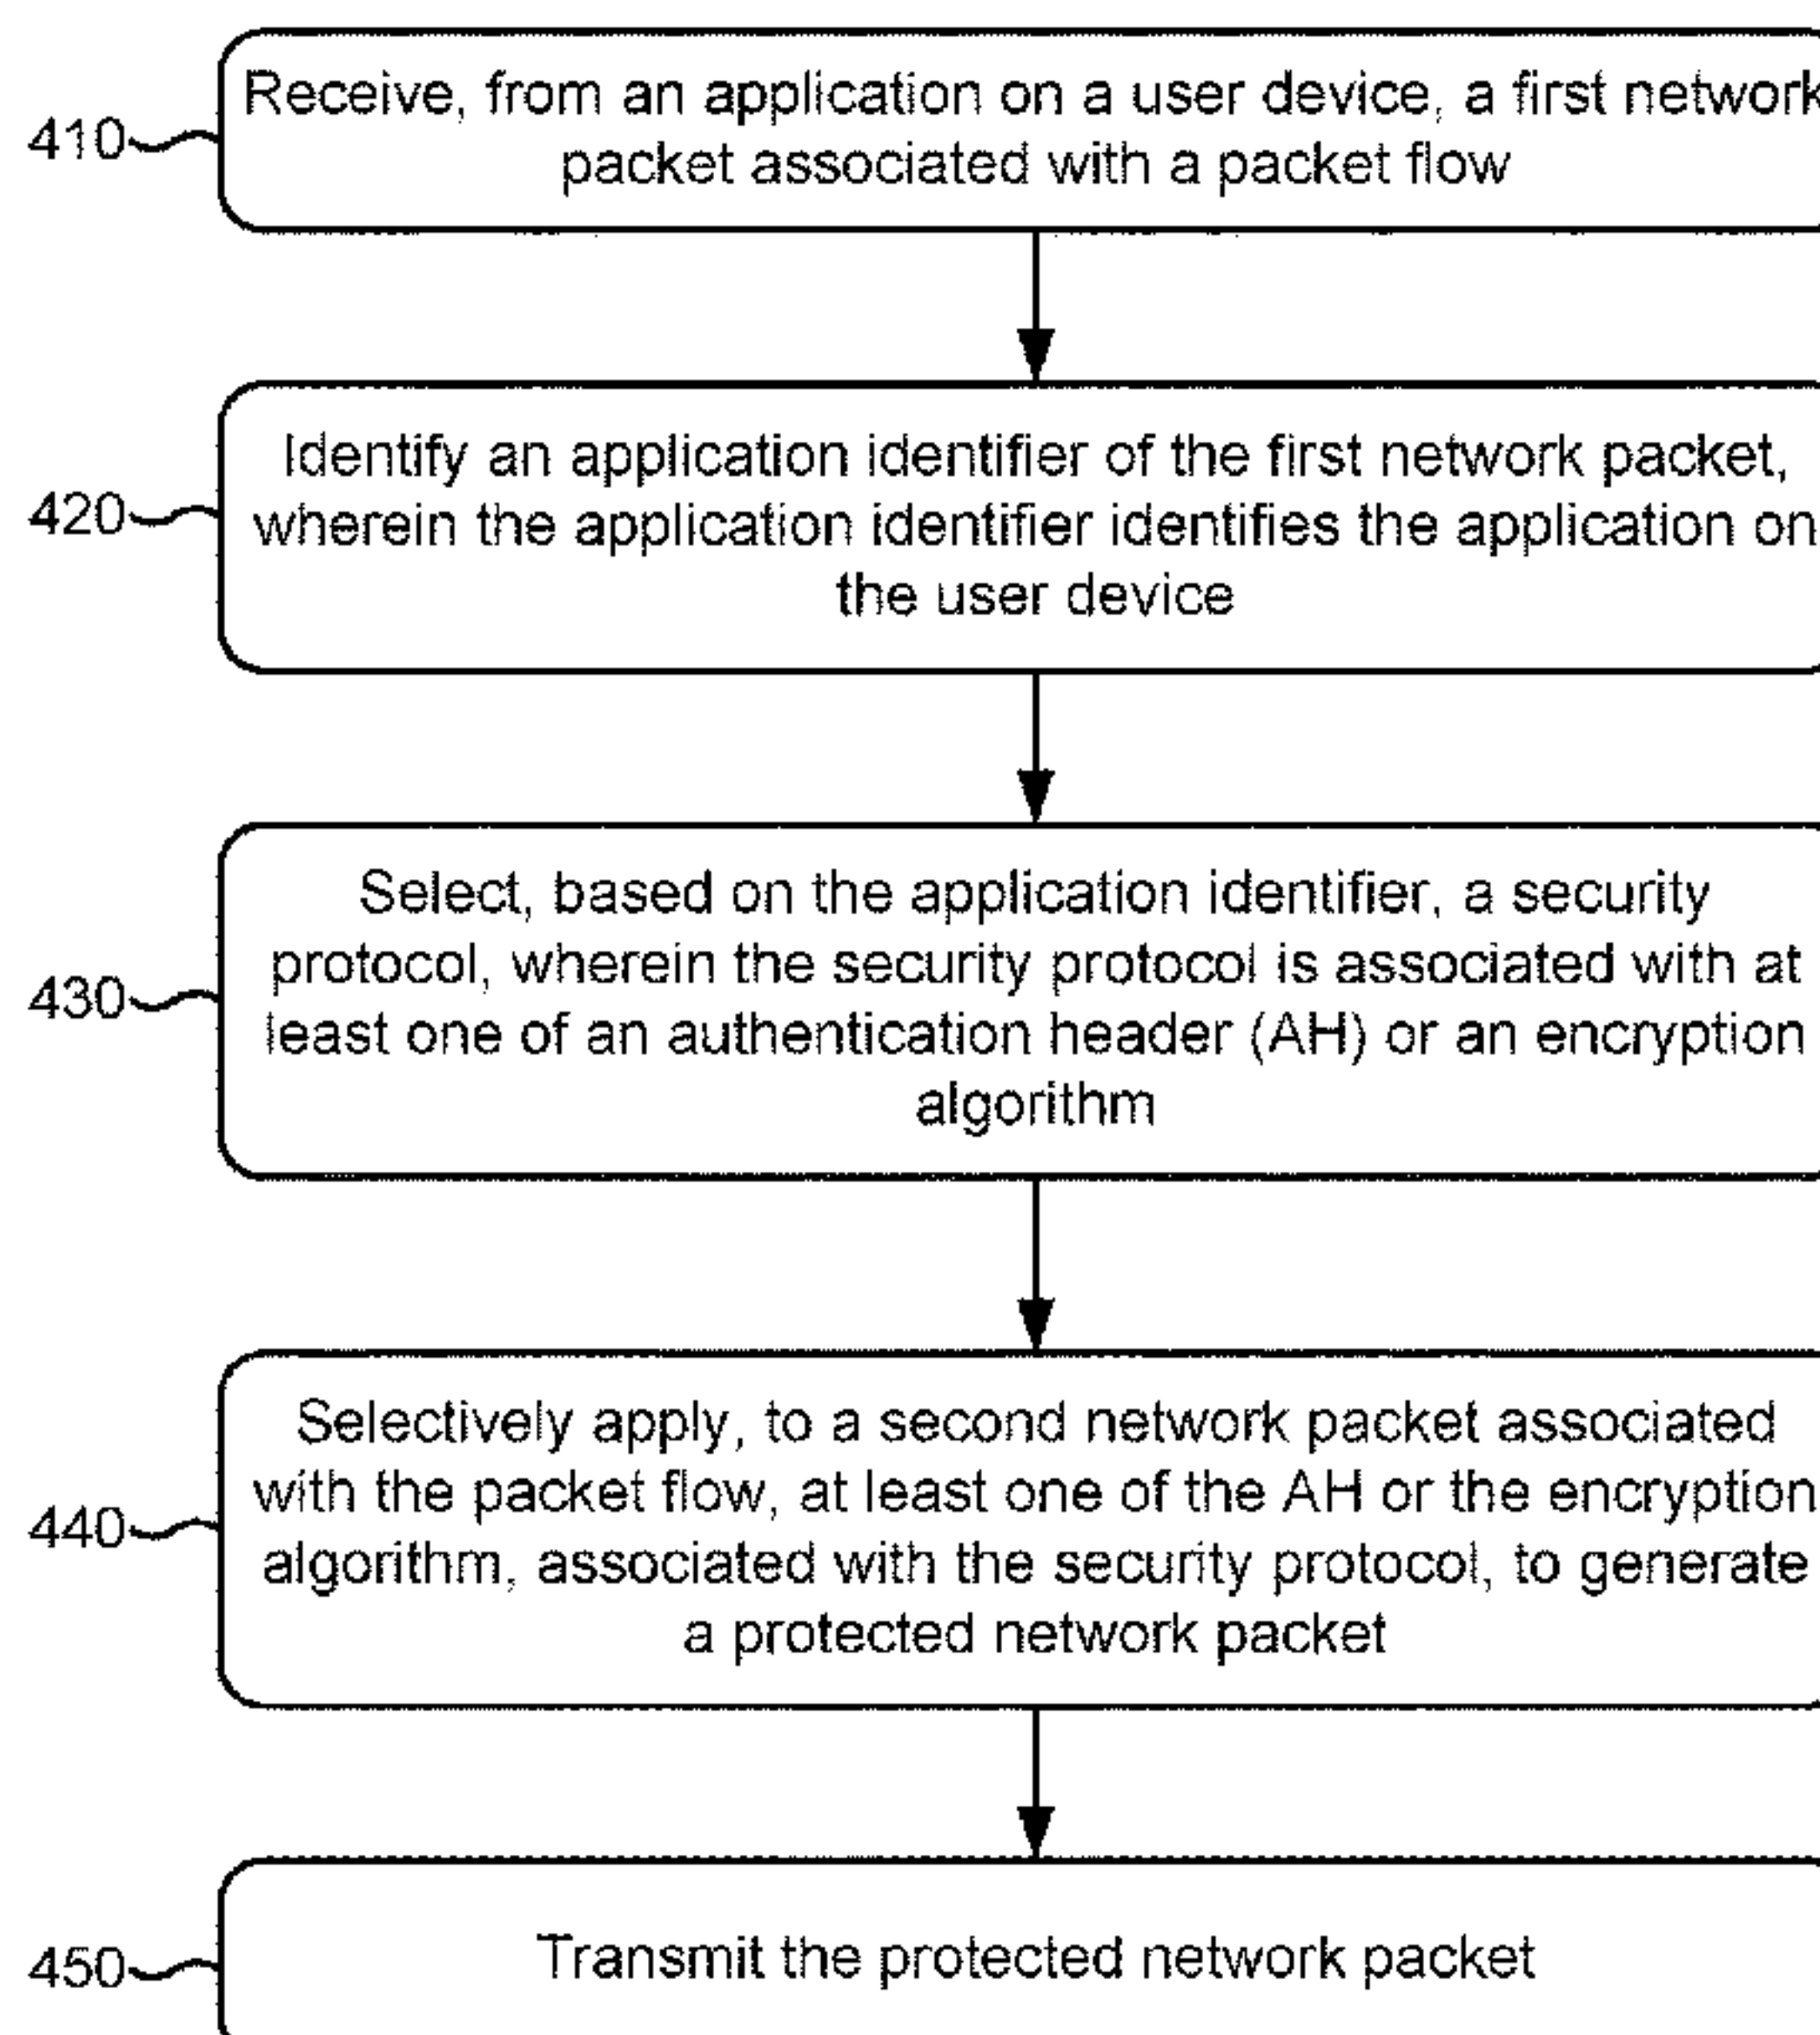 Receive, from an application on a user device, a first network
410
packet associated with a packet flow
Identify an application identifier of the first network packet,
420
wherein the application identifier identifies the application on
the user device
Select, based on the application identifier, a security
protocol, wherein the security protocol is associated with at
430
least one of an authentication header (AH) or an encryption
algorithm
Selectively apply, to a second network packet associated
with the packet flow, at least one of the AH or the encryption
440
algorithm, associated with the security protocol, to generate
a protected network packet
450
Transmit the protected network packet